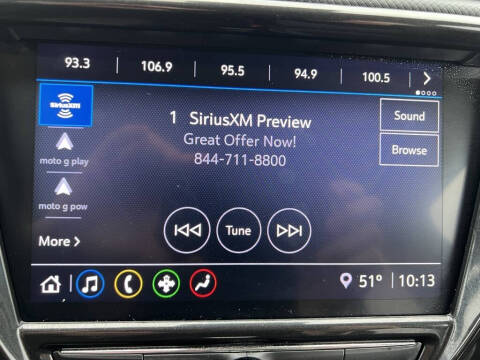 93.3 106.9 95.5 94.9 100.5
SiriusXM
1 SiriusXM Preview
Great Offer Now!
844-711-8800
Sound
Browse
moto g play
moto g pow
More
Tune
51° 10:13